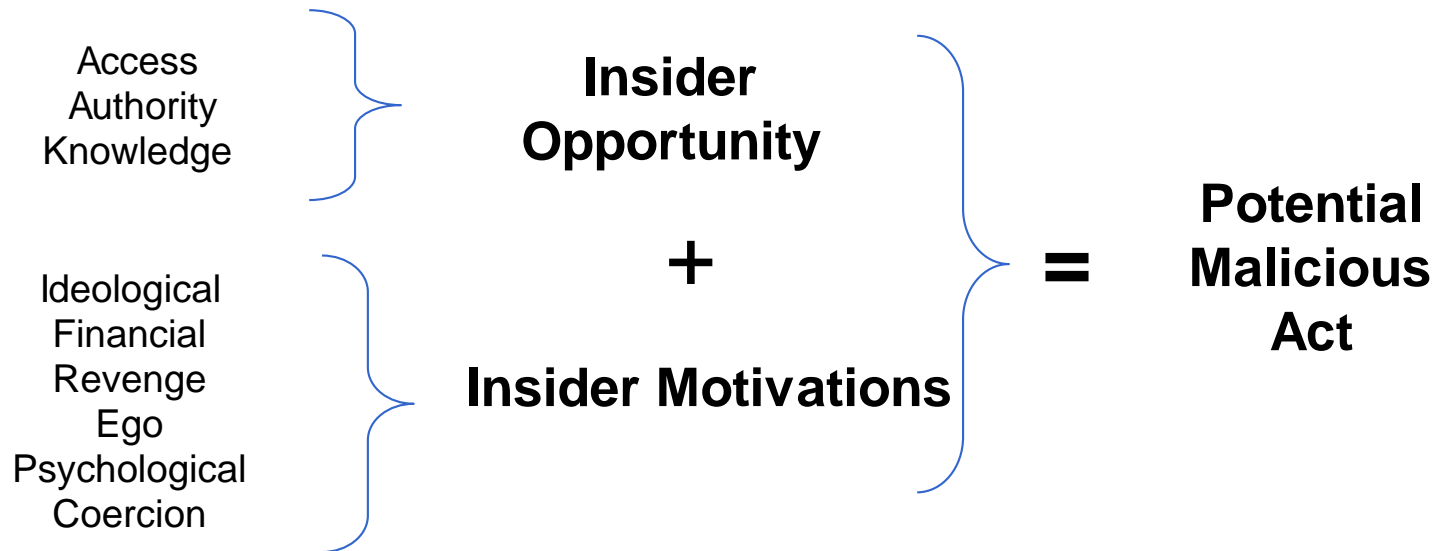 Access
Authority
Knowledge
Insider
Opportunity
+
Ideological
Financial
Revenge
Ego
Psychological
Coercion
Insider Motivations
=
Potential
Malicious
Act